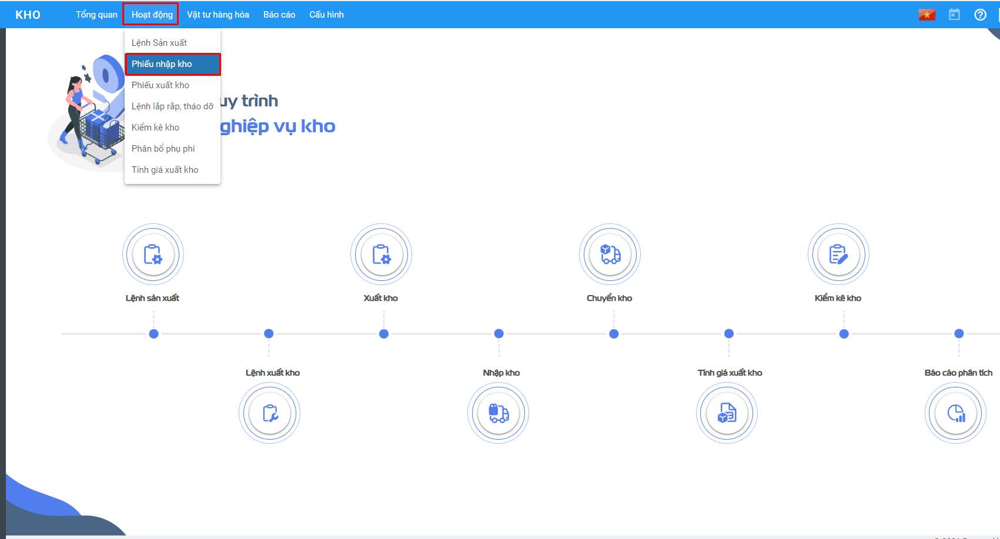 KHO
Tổng quan
Hoạt động
Vật tư hàng hóa
Báo cáo
Cấu hình
Lệnh Sản xuất
Phiếu nhập kho
Phiếu xuất kho
Lệnh lắp rắp, tháo dỡ
Kiểm kê kho
Phân bổ phụ phí
Tính giá xuất kho
uy trình
ghiệp vụ kho
Lệnh sản xuất
Xuất kho
Chuyển kho
Kiểm kê kho
Lệnh xuất kho
Nhập kho
Tính giá xuất kho
Báo cáo phân tích